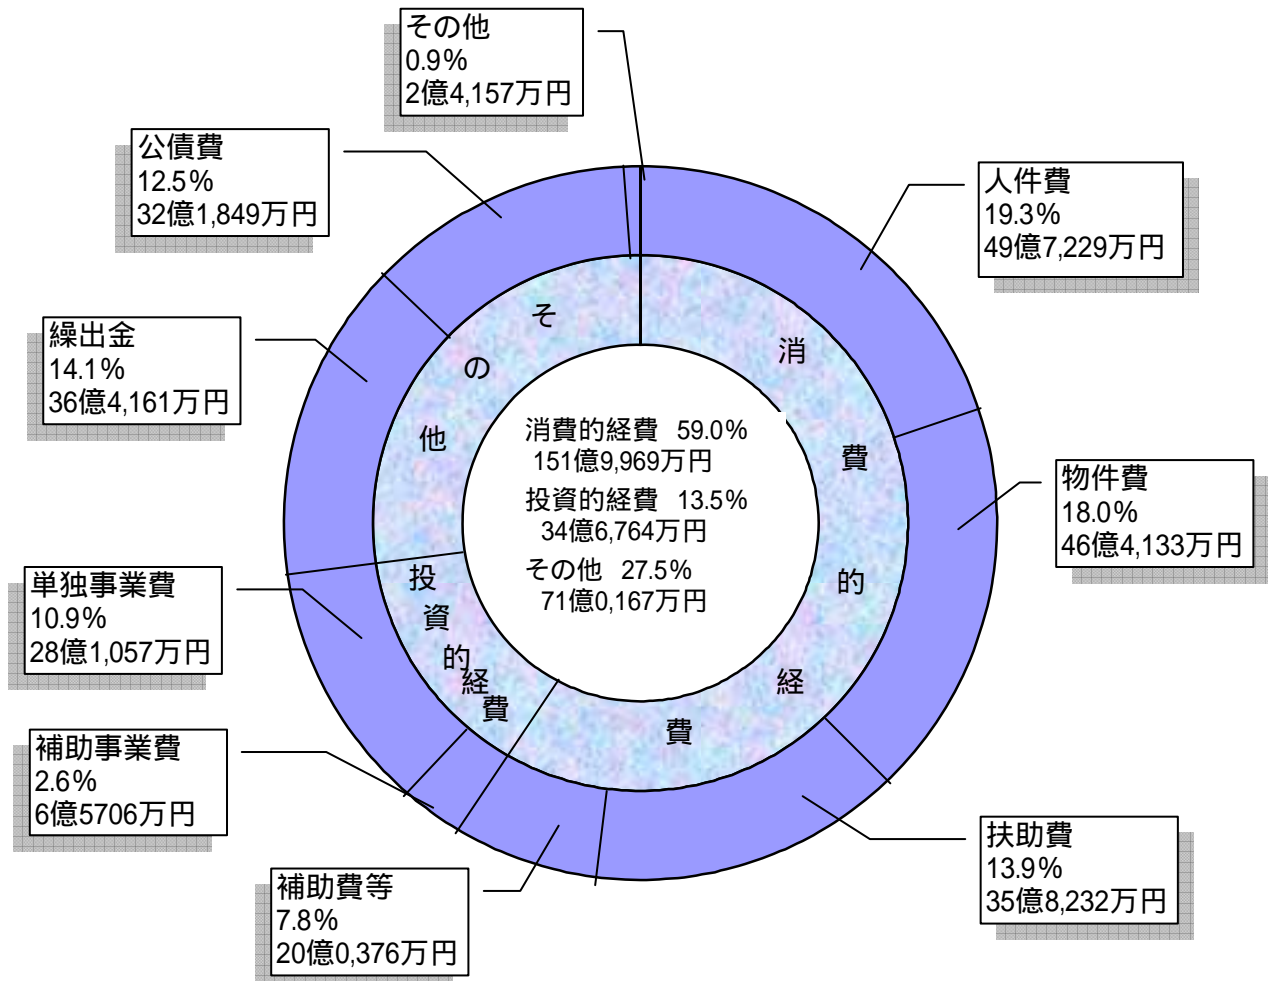 その他
0.9%
2億4,157万円
公債費
12.5%
32億1,849万円
人件費
19.3%
49億7,229万円
繰出金
14.1%
36億4,161万円
物件費
18.0%
46億4,133万円
単独事業費
10.9%
28億1,057万円
補助事業費
2.6%
6億5706万円
補助費等
7.8%
20億0,376万円
扶助費
13.9%
35億8,232万円
消費的経費
投資的経費
その他
消費的経費 59.0%
151億9,969万円
投資的経費 13.5%
34億6,764万円
その他 27.5%
71億0,167万円